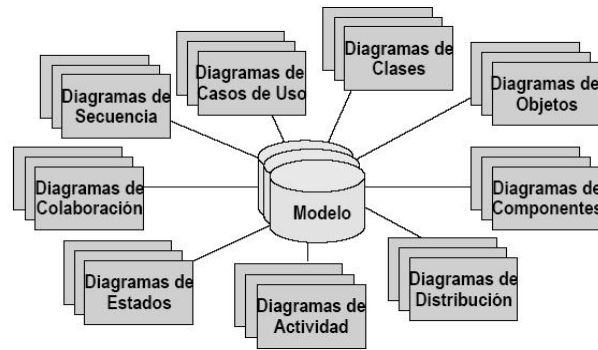 Diagramas de
Clases
Diagramas de
Casos de Uso
Diagramas de
Objetos
Diagramas de
Secuencia
Diagramas de
Colaboración
Modelo
Diagramas de
Componentes
Diagramas de
Estados
Diagramas de
Actividad
Diagramas de
Distribución